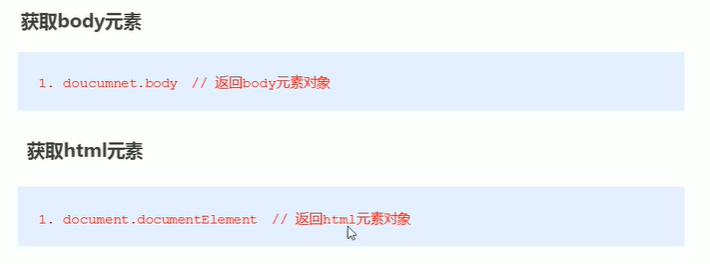 获取body元素
1. doucumnet.body // 返回body元素对象
获取html元素
1. document.documentElement // 返回html元素对象